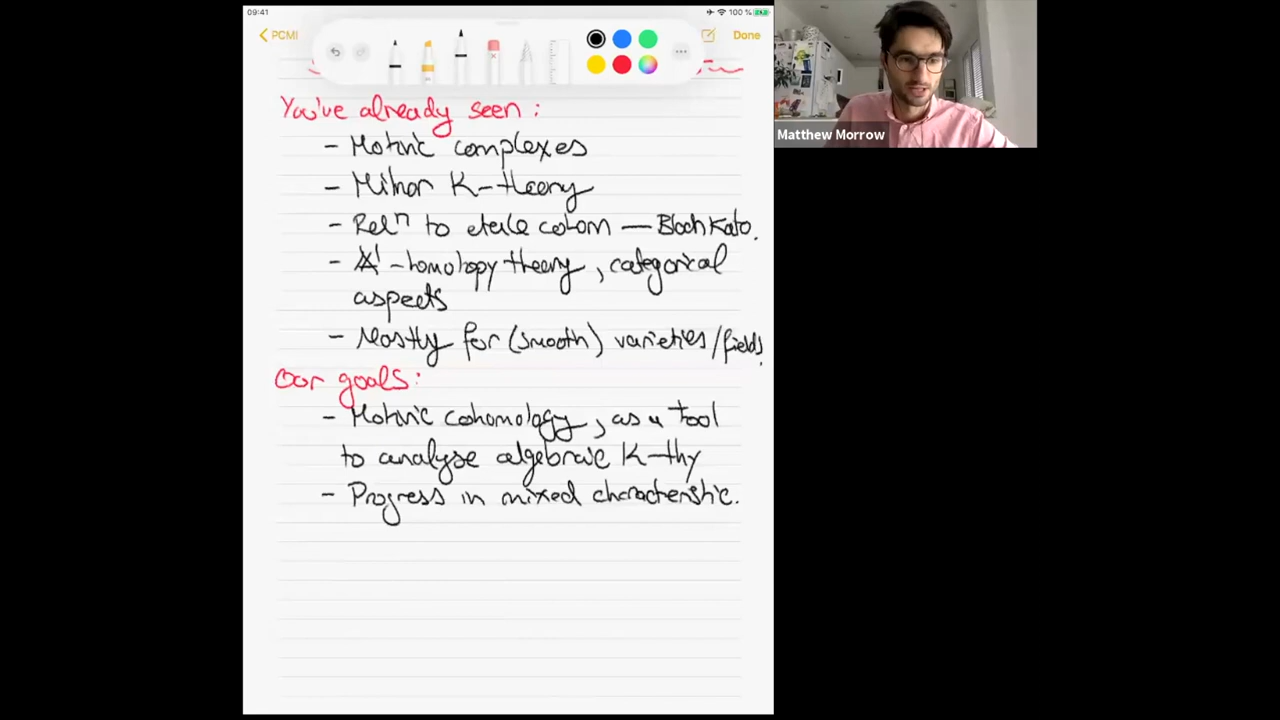 09:41
100 %
PCMI
Done
You've already seen:
- Motivic complexes
- Milnor K-theory
- Relⁿ to etale cohom — Bloch Kato.
- A¹-homotopy theory, categorical
aspects
- Mostly for (smooth) varieties/fields.
Our goals:
- Motivic cohomology, as a tool
to analyse algebraic K-thy
- Progress in mixed characteristic.
Matthew Morrow